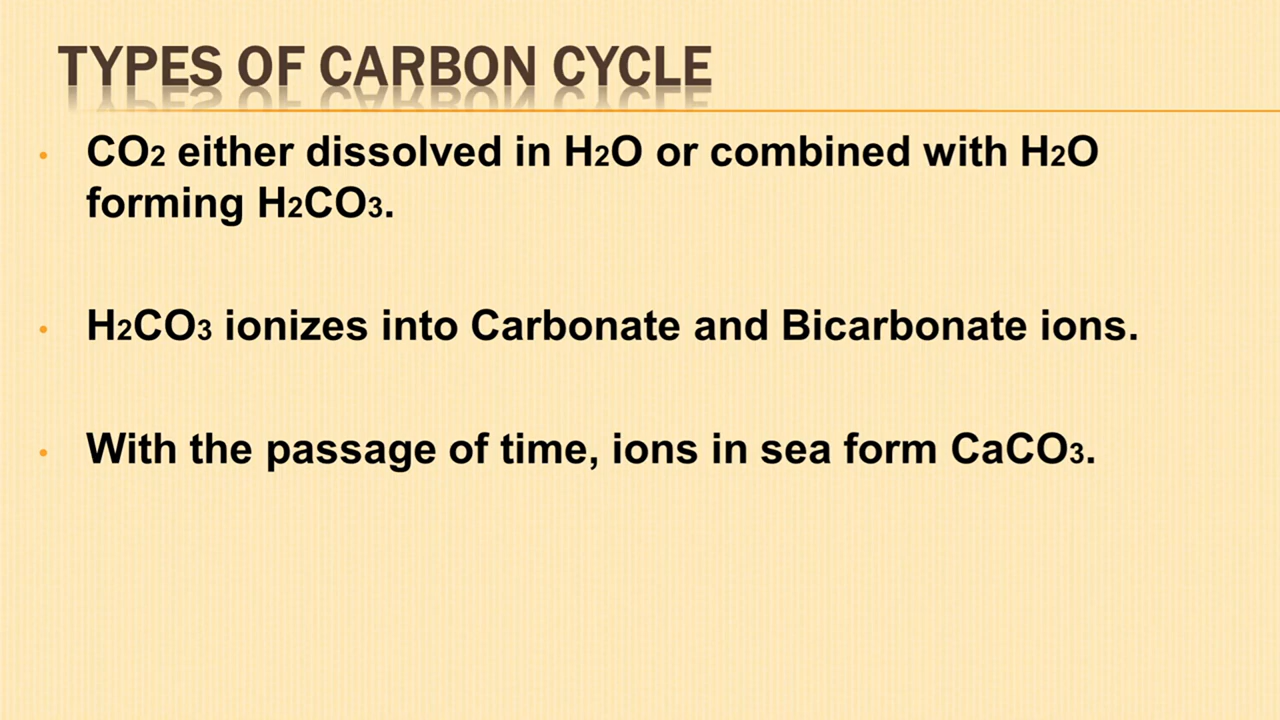 TYPES OF CARBON CYCLE
• CO2 either dissolved in H2O or combined with H2O
forming H2CO3.
• H2CO3 ionizes into Carbonate and Bicarbonate ions.
• With the passage of time, ions in sea form CaCO3.